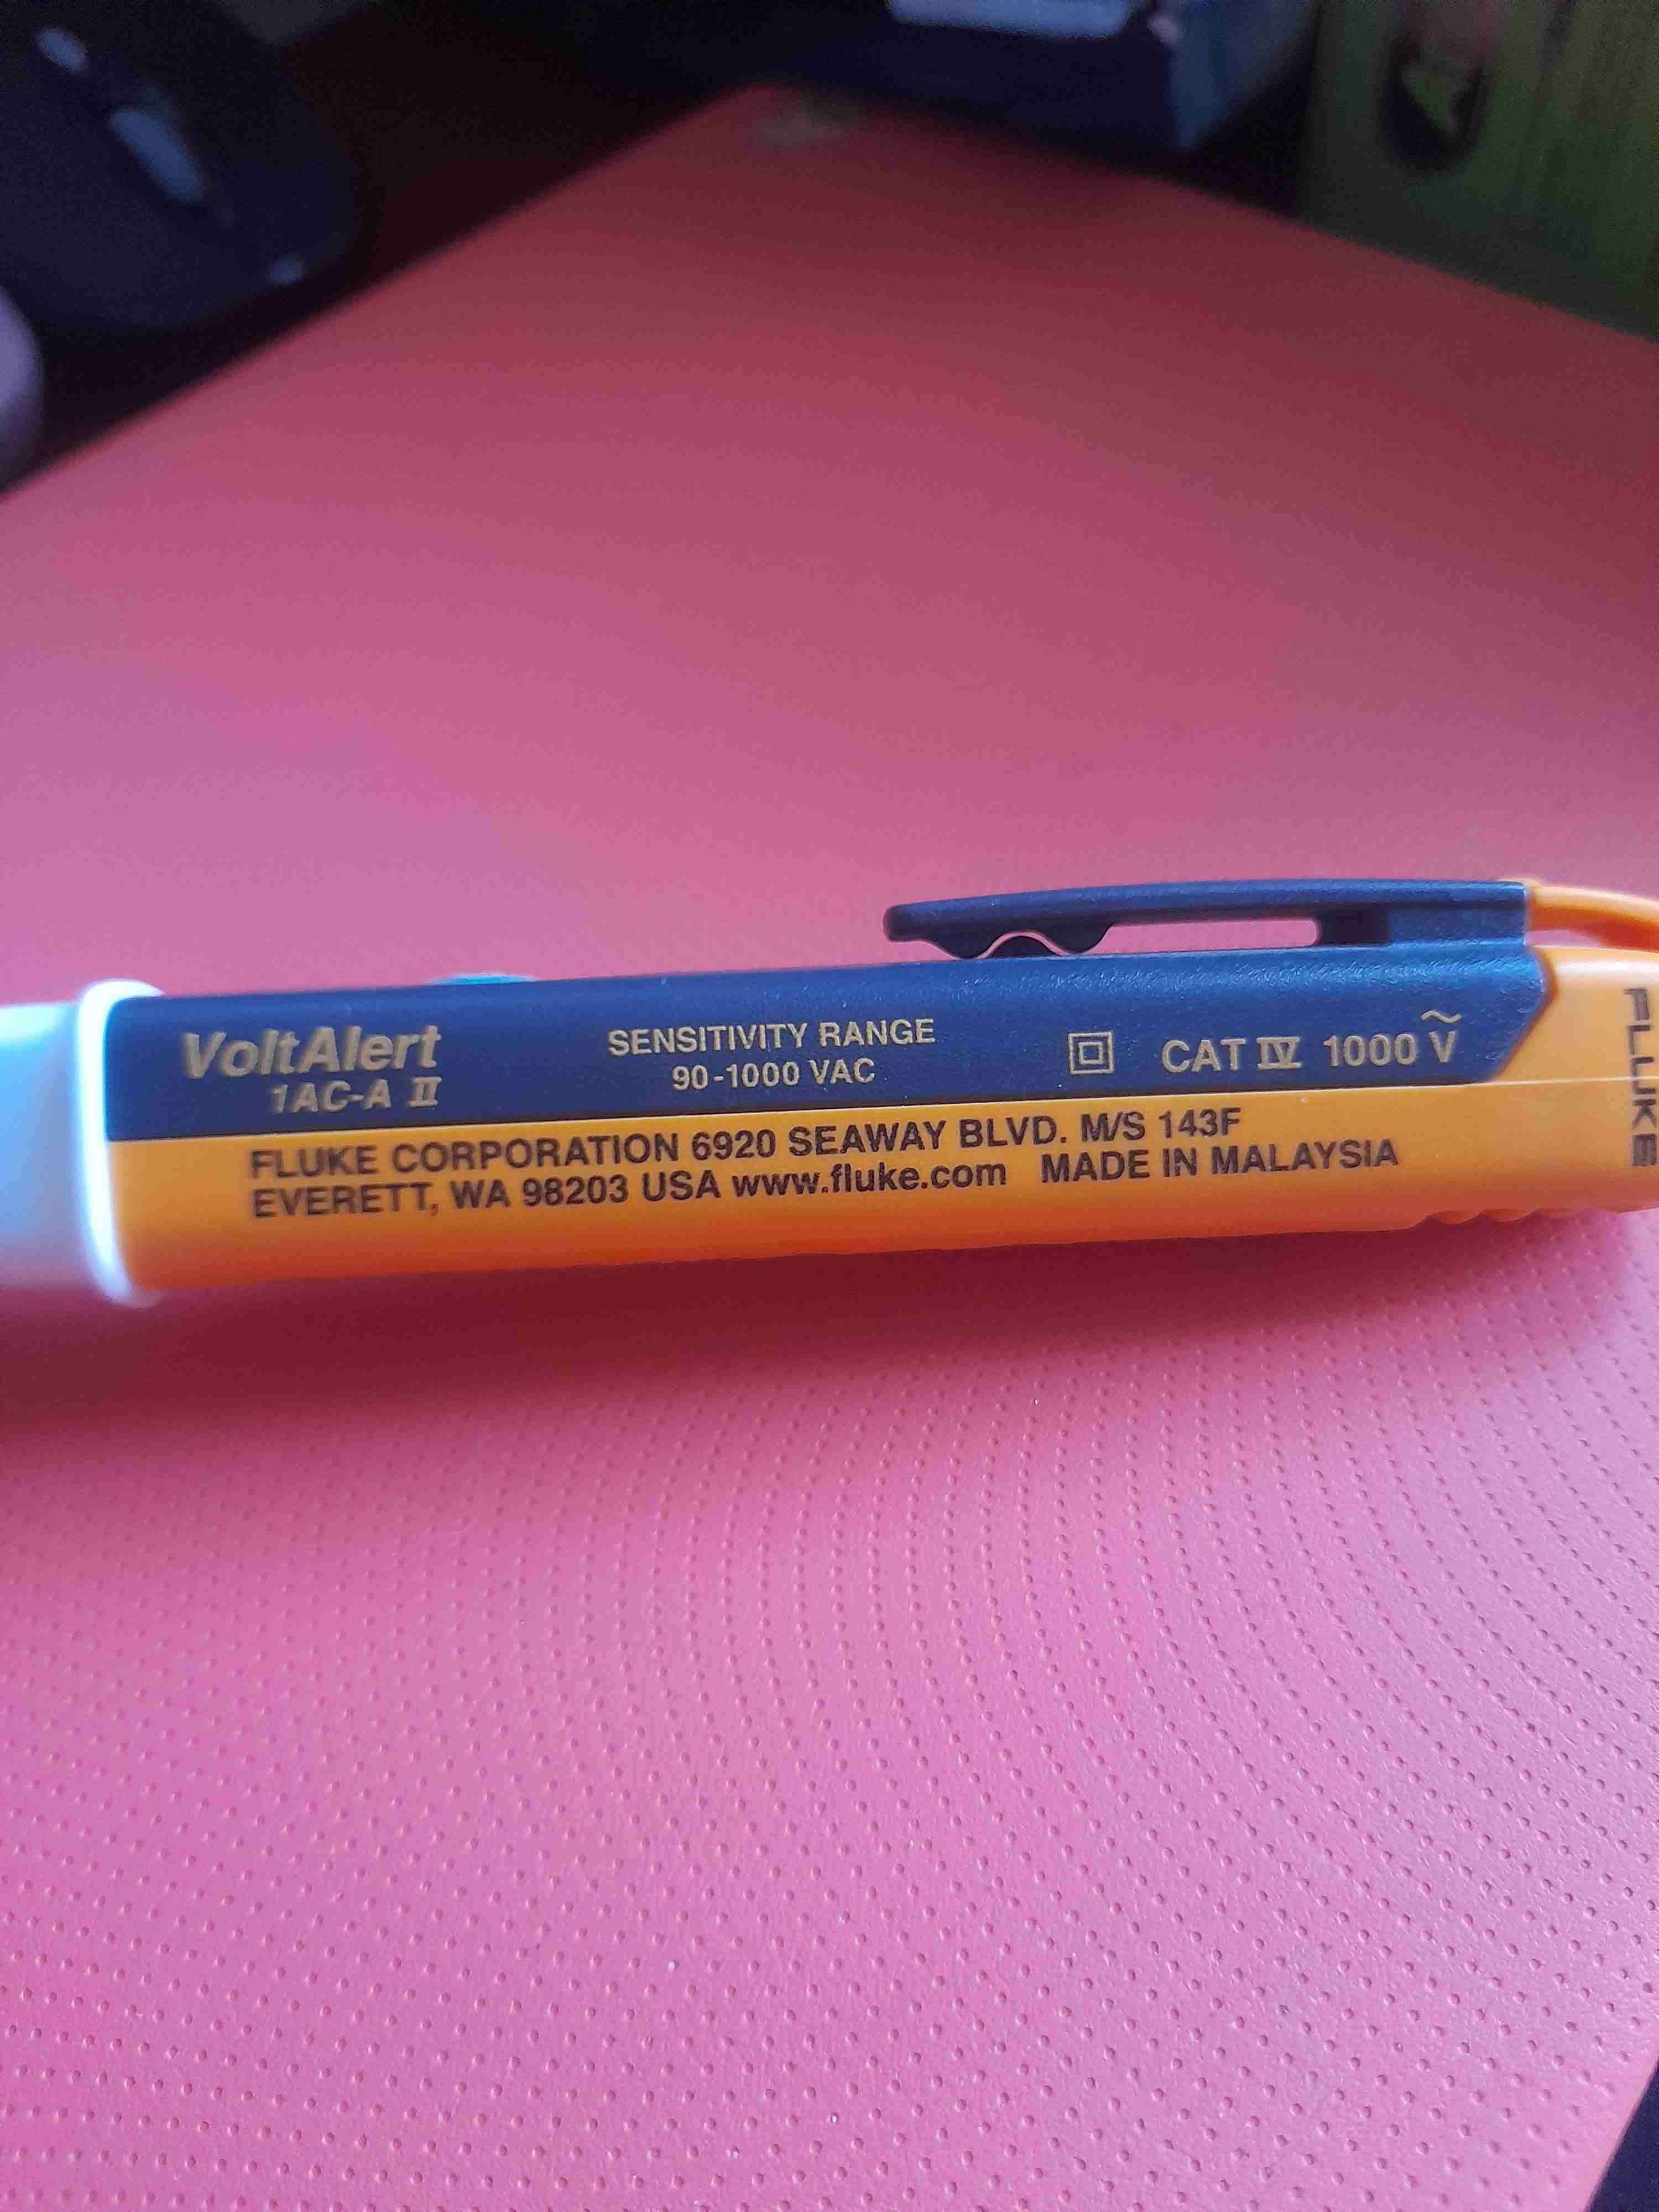 VoltAlert
1AC-A II
SENSITIVITY RANGE
90-1000 VAC
CAT IV 1000 V
~
FLUKE CORPORATION 6920 SEAWAY BLVD. M/S 143F
EVERETT, WA 98203 USA www.fluke.com MADE IN MALAYSIA
FLUKE